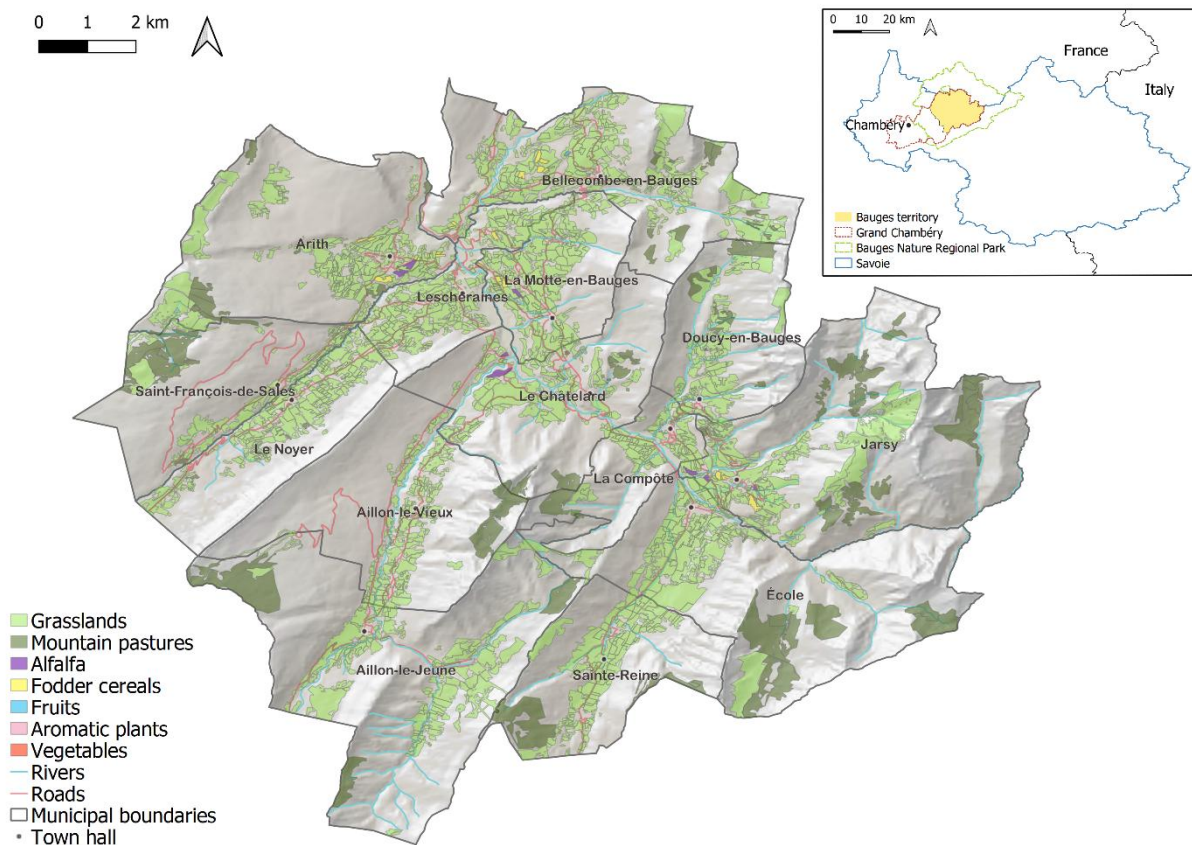 0 1 2 km
0 10 20 km
France
Italy
Chambéry
Bauges territory
Grand Chambéry
Bauges Nature Regional Park
Savoie
Bellecombe-en-Bauges
Arith
La Motte-en-Bauges
Lescheraines
Doucy-en-Bauges
Saint-François-de-Sales
Le Châtelard
Jarsy
Le Noyer
La Compôte
Aillon-le-Vieux
École
Aillon-le-Jeune
Sainte-Reine
Grasslands
Mountain pastures
Alfalfa
Fodder cereals
Fruits
Aromatic plants
Vegetables
Rivers
Roads
Municipal boundaries
Town hall